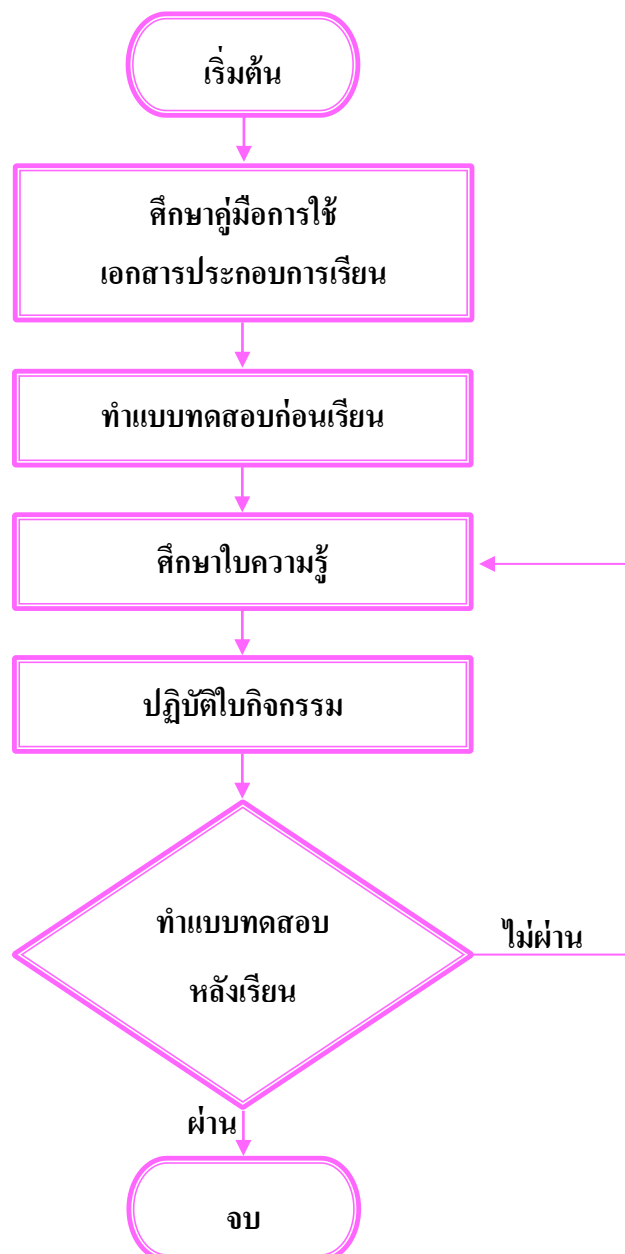 เริ่มต้น
ศึกษาคู่มือการใช้
เอกสารประกอบการเรียน
ทำแบบทดสอบก่อนเรียน
ศึกษาใบความรู้
ปฏิบัติใบกิจกรรม
ทำแบบทดสอบ
หลังเรียน
ไม่ผ่าน
ผ่าน
จบ